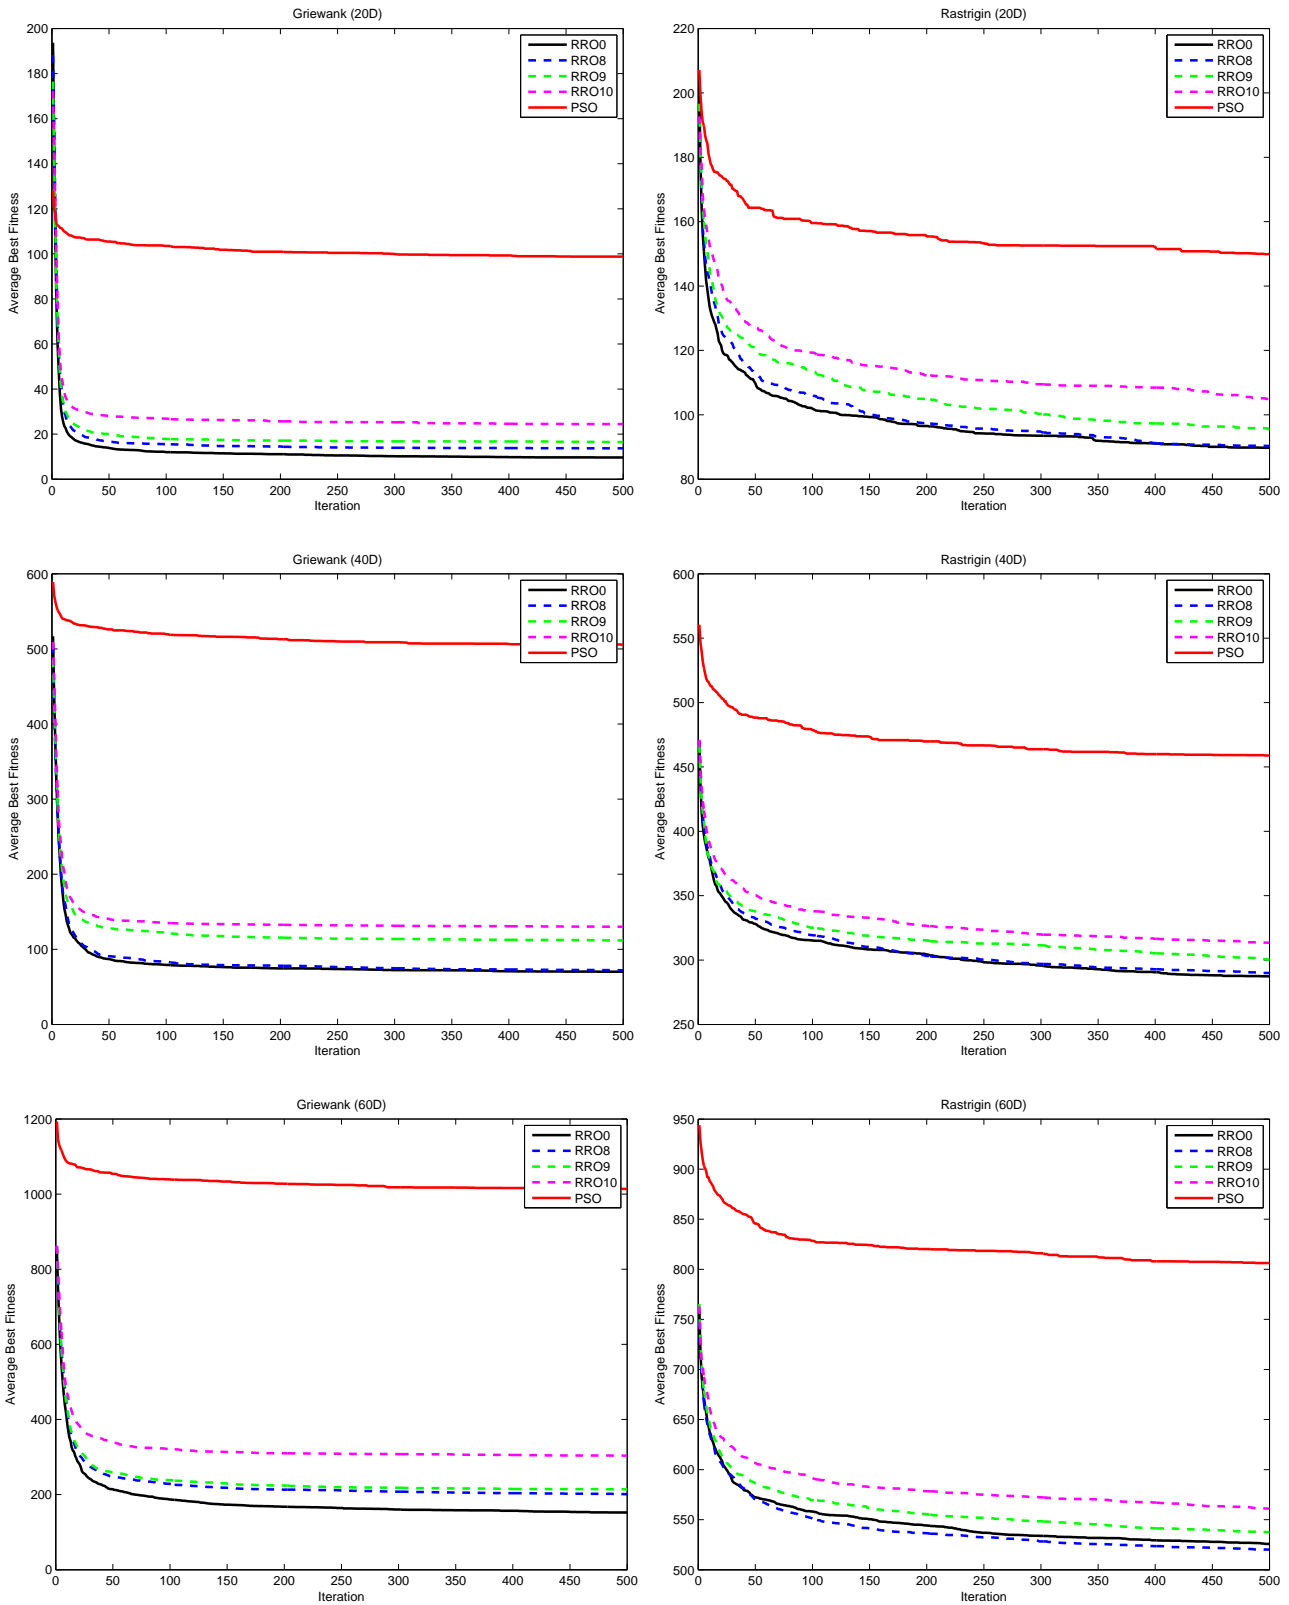 Griewank (20D)
200
180
160
140
120
100
80
60
40
20
0
Average Best Fitness
0 50 100 150 200 250 300 350 400 450 500
Iteration
RRO0
RRO8
RRO9
RRO10
PSO
Rastrigin (20D)
220
200
180
160
140
120
100
80
Average Best Fitness
0 50 100 150 200 250 300 350 400 450 500
Iteration
RRO0
RRO8
RRO9
RRO10
PSO
Griewank (40D)
600
500
400
300
200
100
0
Average Best Fitness
0 50 100 150 200 250 300 350 400 450 500
Iteration
RRO0
RRO8
RRO9
RRO10
PSO
Rastrigin (40D)
600
550
500
450
400
350
300
250
Average Best Fitness
0 50 100 150 200 250 300 350 400 450 500
Iteration
RRO0
RRO8
RRO9
RRO10
PSO
Griewank (60D)
1200
1000
800
600
400
200
0
Average Best Fitness
0 50 100 150 200 250 300 350 400 450 500
Iteration
RRO0
RRO8
RRO9
RRO10
PSO
Rastrigin (60D)
950
900
850
800
750
700
650
600
550
500
Average Best Fitness
0 50 100 150 200 250 300 350 400 450 500
Iteration
RRO0
RRO8
RRO9
RRO10
PSO